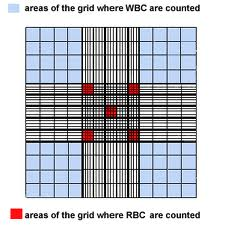 areas of the grid where WBC are counted
areas of the grid where RBC are counted